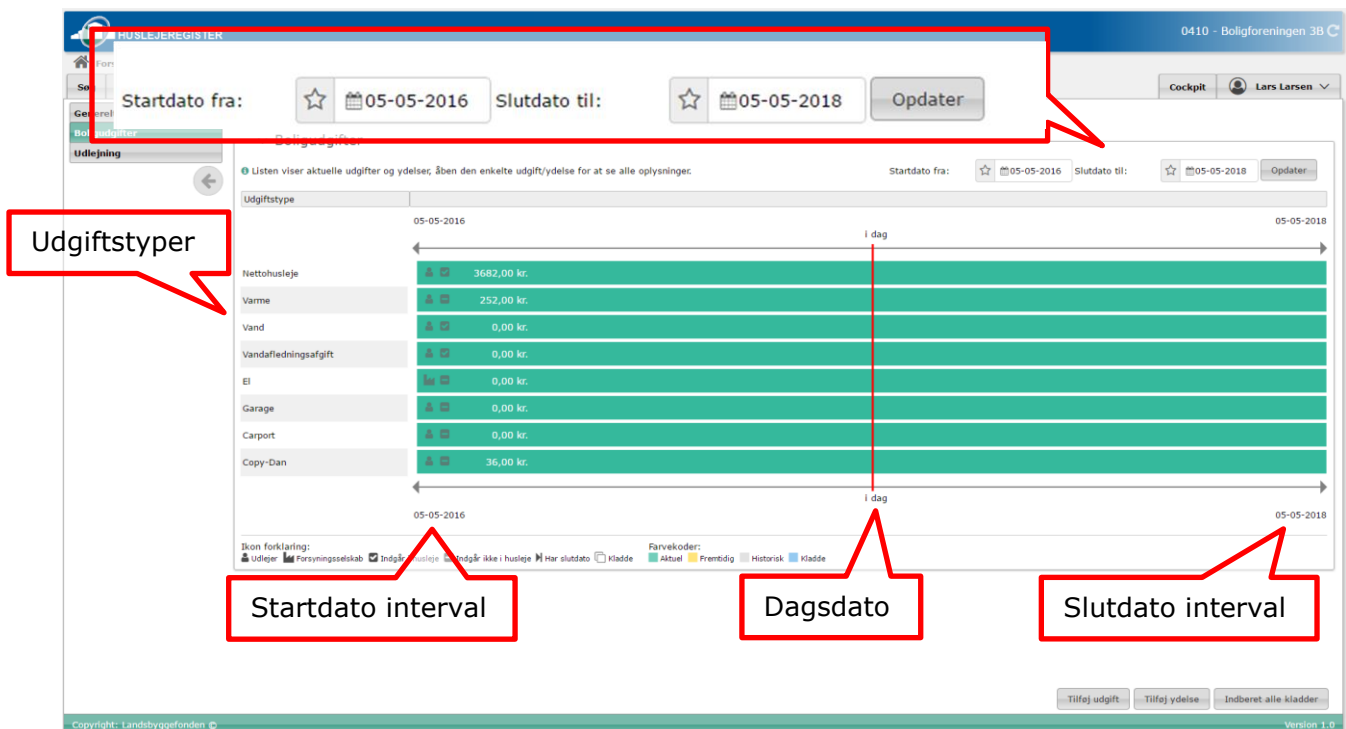 HUSLEJEREGISTER
0410 - Boligforeningen 3B
Startdato fra: 05-05-2016 Slutdato til: 05-05-2018 Opdater
Cockpit Lars Larsen
Boligudgifter
Udlejning
Boligudgifter
Listen viser aktuelle udgifter og ydelser, åben den enkelte udgift/ydelse for at se alle oplysninger. Startdato fra: 05-05-2016 Slutdato til: 05-05-2018 Opdater
Udgiftstype
Udgiftstyper
05-05-2016 05-05-2018
i dag
Nettohusleje 3682,00 kr.
Varme 252,00 kr.
Vand 0,00 kr.
Vandafledningsafgift 0,00 kr.
El 0,00 kr.
Garage 0,00 kr.
Carport 0,00 kr.
Copy-Dan 36,00 kr.
i dag
05-05-2016 05-05-2018
Ikon forklaring: Farvekoder:
Udlejer Forsyningsselskab Indgår husleje Indgår ikke i husleje Har slutdato Kladde Aktuel Fremtidig Historisk Kladde
Startdato interval Dagsdato Slutdato interval
Tilføj udgift Tilføj ydelse Indberet alle kladder
Copyright: Landsbyggefonden © Version 1.0